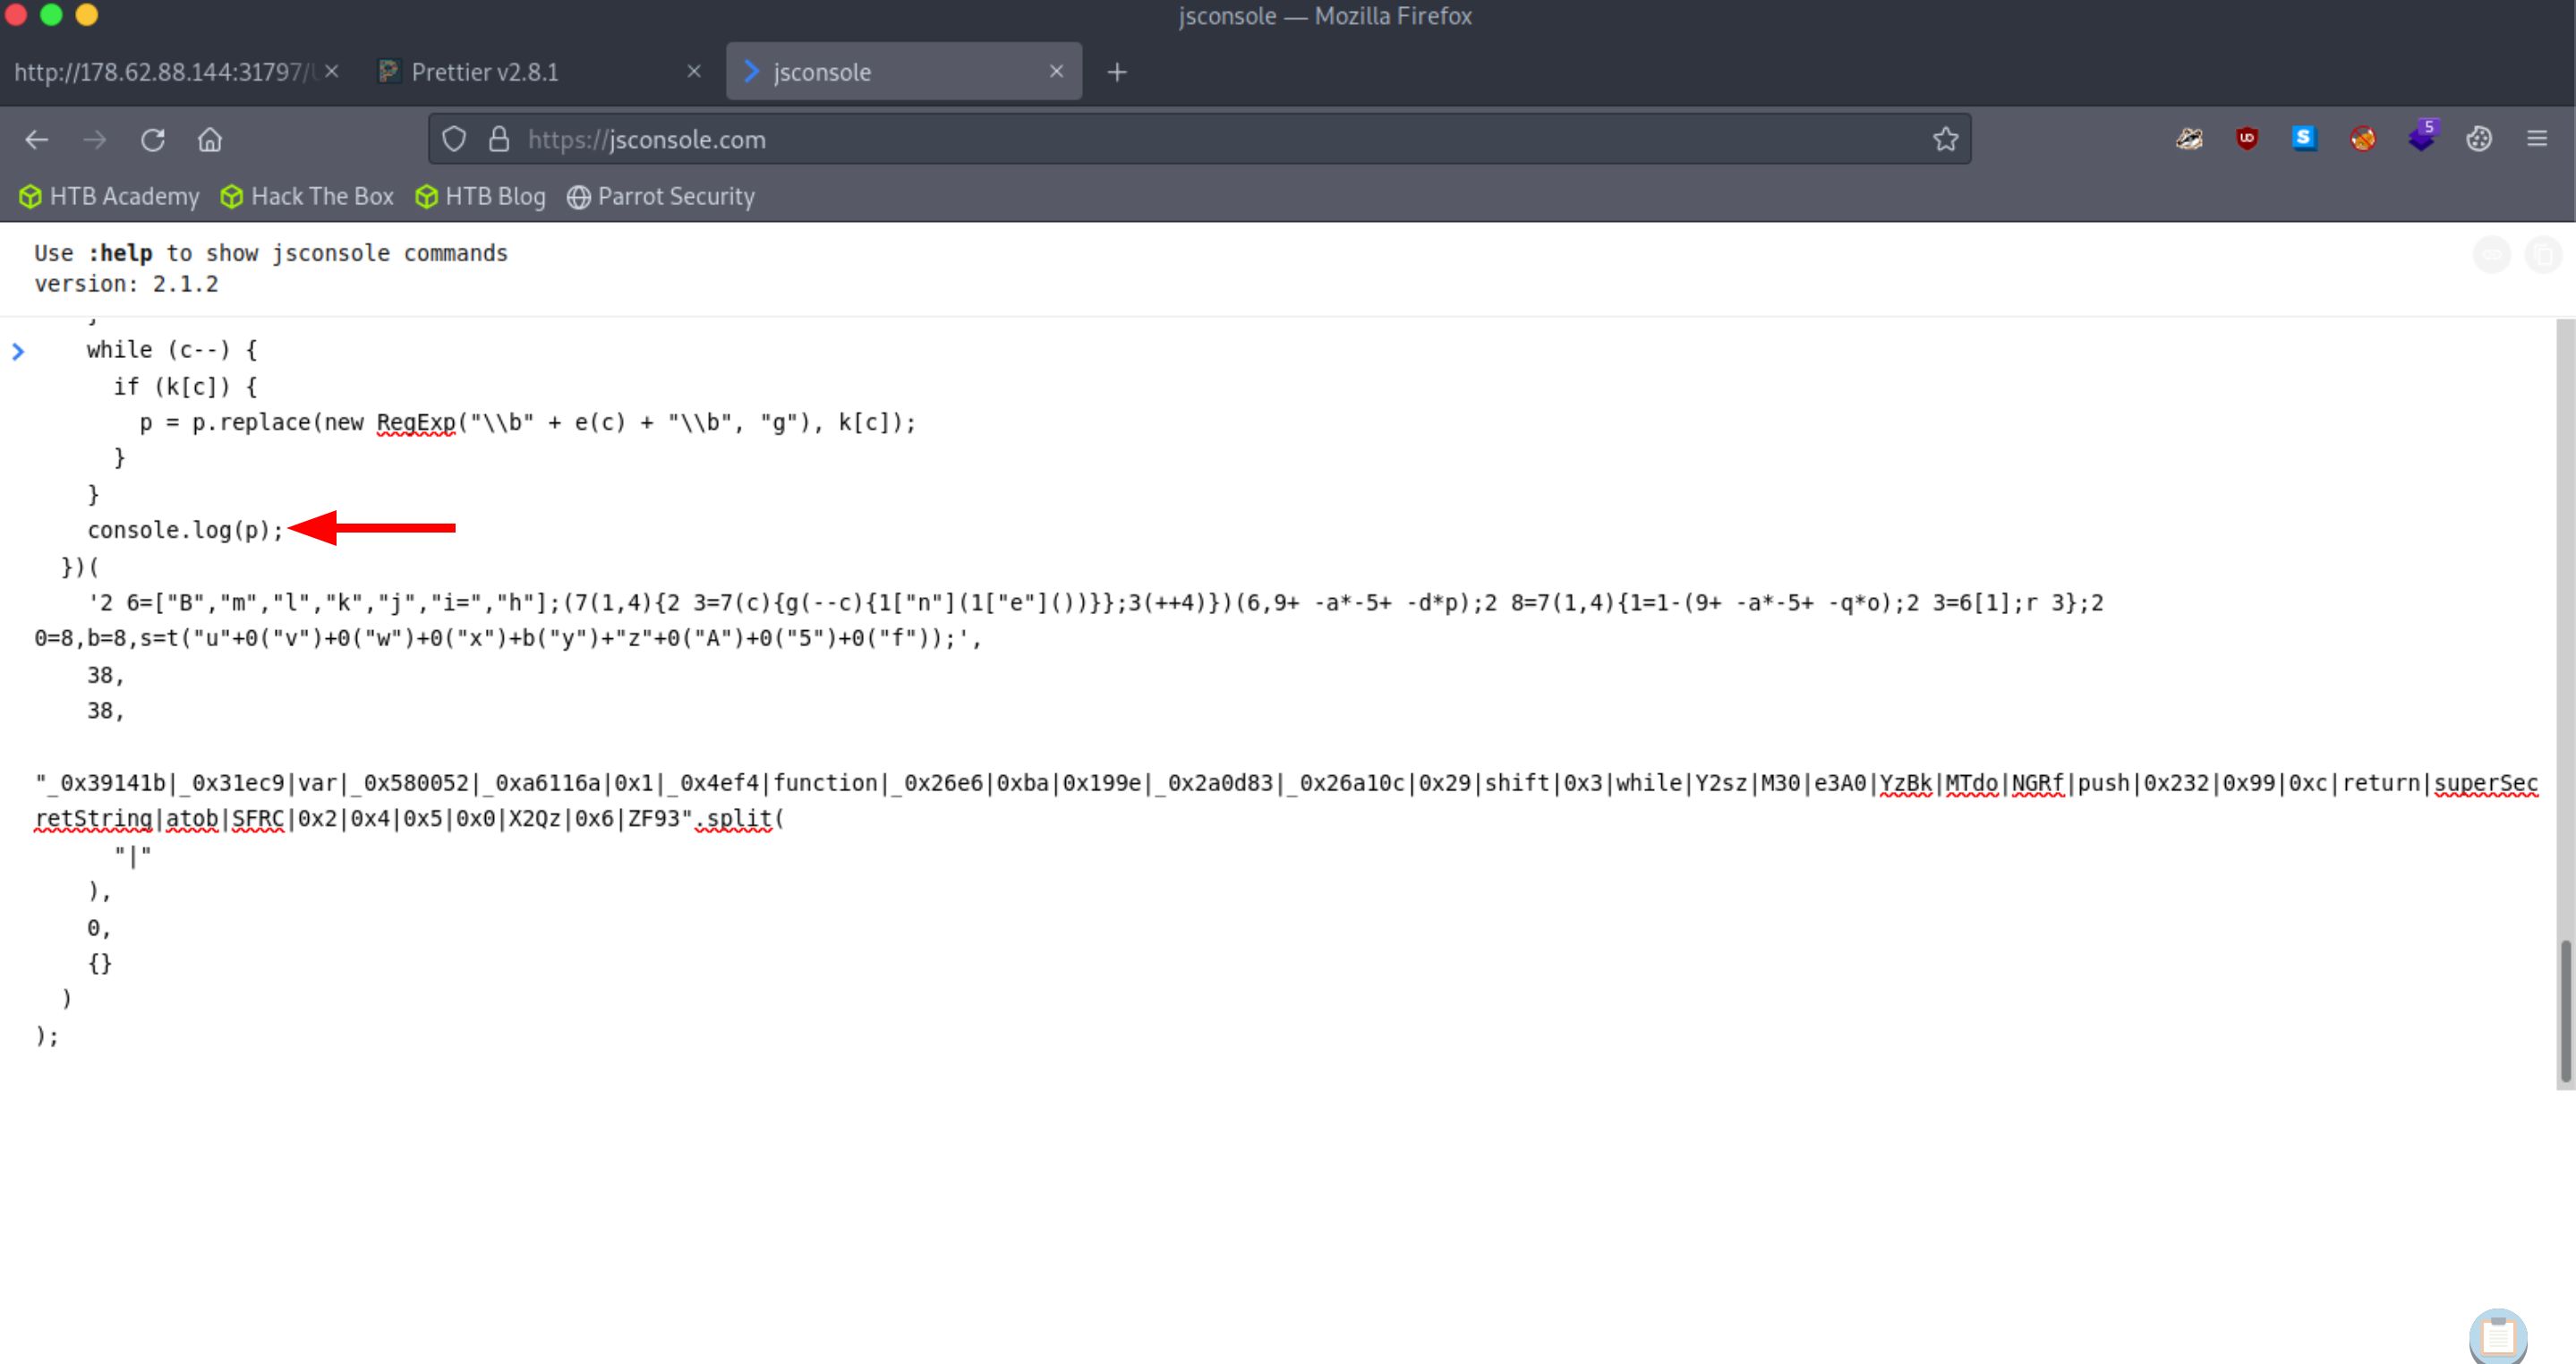 jsconsole — Mozilla Firefox
http://178.62.88.144:31797/
Prettier v2.8.1
jsconsole
https://jsconsole.com
5
HTB Academy
Hack The Box
HTB Blog
Parrot Security
Use :help to show jsconsole commands
version: 2.1.2
while (c--) {
if (k[c]) {
p = p.replace(new RegExp("\\b" + e(c) + "\\b", "g"), k[c]);
}
}
console.log(p);
})(
'2 6=["B","m","l","k","j","i=","h"];(7(1,4){2 3=7(c){g(--c){1["n"](1["e"]())}};3(++4)})(6,9+ -a*-5+ -d*p);2 8=7(1,4){1=1-(9+ -a*-5+ -q*o);2 3=6[1];r 3};2
0=8,b=8,s=t("u"+0("v")+0("w")+0("x")+b("y")+"z"+0("A")+0("5")+0("f"));',
38,
38,
"_0x39141b|_0x31ec9|var|_0x580052|_0xa6116a|0x1|_0x4ef4|function|_0x26e6|0xba|0x199e|_0x2a0d83|_0x26a10c|0x29|shift|0x3|while|Y2sz|M30|e3A0|YzBk|MTdo|NGRf|push|0x232|0x99|0xc|return|superSec
retString|atob|SFRC|0x2|0x4|0x5|0x0|X2Qz|0x6|ZF93".split(
"|"
),
0,
{}
)
);